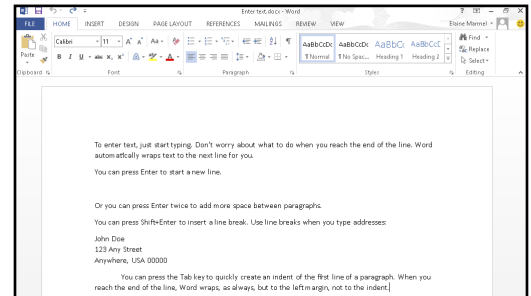 Enter text.docx - Word
FILE HOME INSERT DESIGN PAGE LAYOUT REFERENCES MAILINGS REVIEW VIEW Elaine Marmel
Calibri 11 A A Aa
AaBbCcDc AaBbCcDc AaBbCc AaBbCcC
Find
Replace
Select
Paste
B I U abc X₂ X² A A
¶ Normal ¶ No Spac... Heading 1 Heading 2
Clipboard Font Paragraph Styles Editing
To enter text, just start typing. Don't worry about what to do when you reach the end of the line. Word
automatically wraps text to the next line for you.
You can press Enter to start a new line.
Or you can press Enter twice to add more space between paragraphs.
You can press Shift+Enter to insert a line break. Use line breaks when you type addresses:
John Doe
123 Any Street
Anywhere, USA 00000
You can press the Tab key to quickly create an indent of the first line of a paragraph. When you
reach the end of the line, Word wraps, as always, but to the left margin, not to the indent.